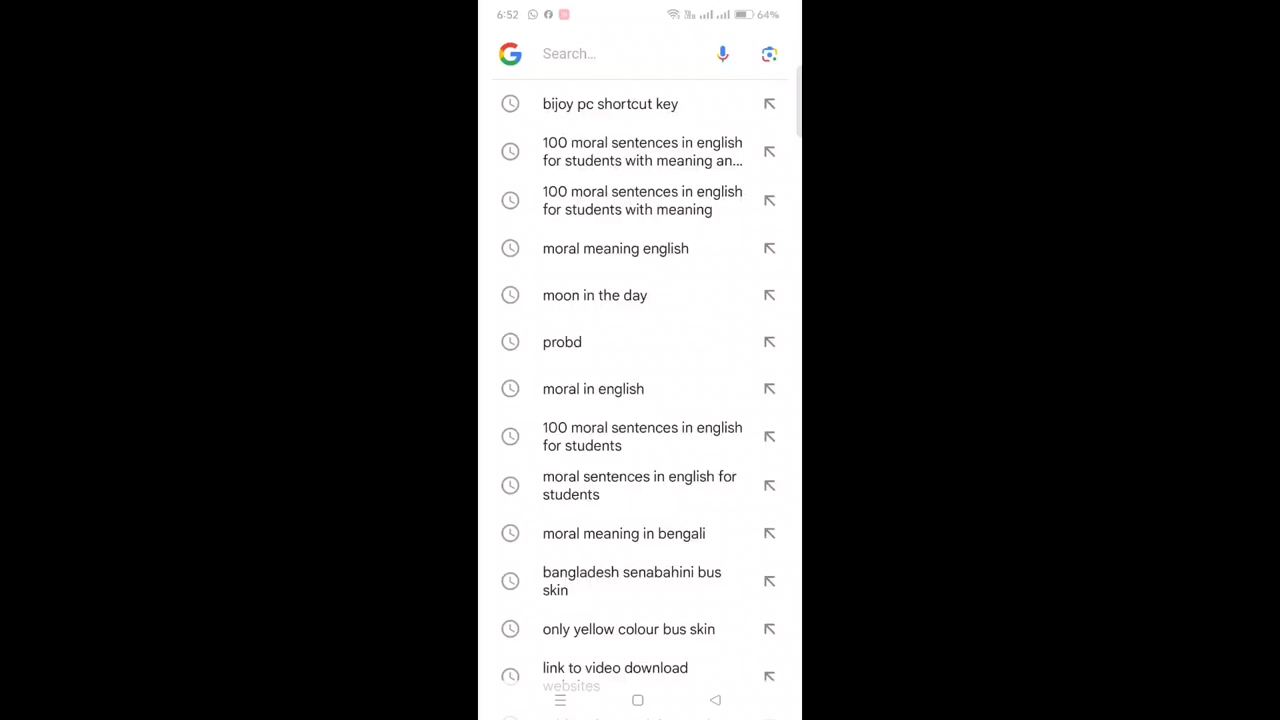 6:52
64%
Search...
bijoy pc shortcut key
100 moral sentences in english
for students with meaning an...
100 moral sentences in english
for students with meaning
moral meaning english
moon in the day
probd
moral in english
100 moral sentences in english
for students
moral sentences in english for
students
moral meaning in bengali
bangladesh senabahini bus
skin
only yellow colour bus skin
link to video download
websites